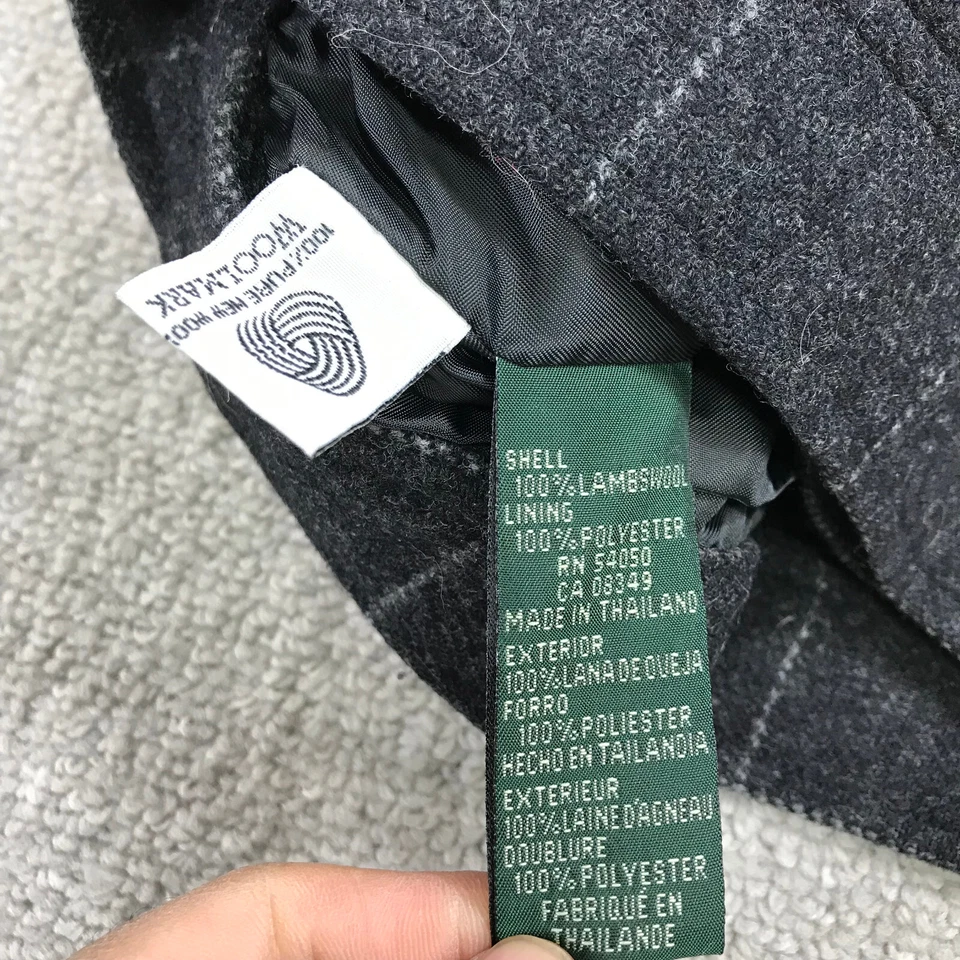 WOOLMARK
100% PURE NEW WOOL
SHELL
100% LAMBSWOOL
LINING
100% POLYESTER
RN 54050
CA 08349
MADE IN THAILAND
EXTERIOR
100% LANA DE OVEJA
FORRO
100% POLIESTER
HECHO EN TAILANDIA
EXTERIEUR
100% LAINE D'AGNEAU
DOUBLURE
100% POLYESTER
FABRIQUÉ EN
THAILANDE